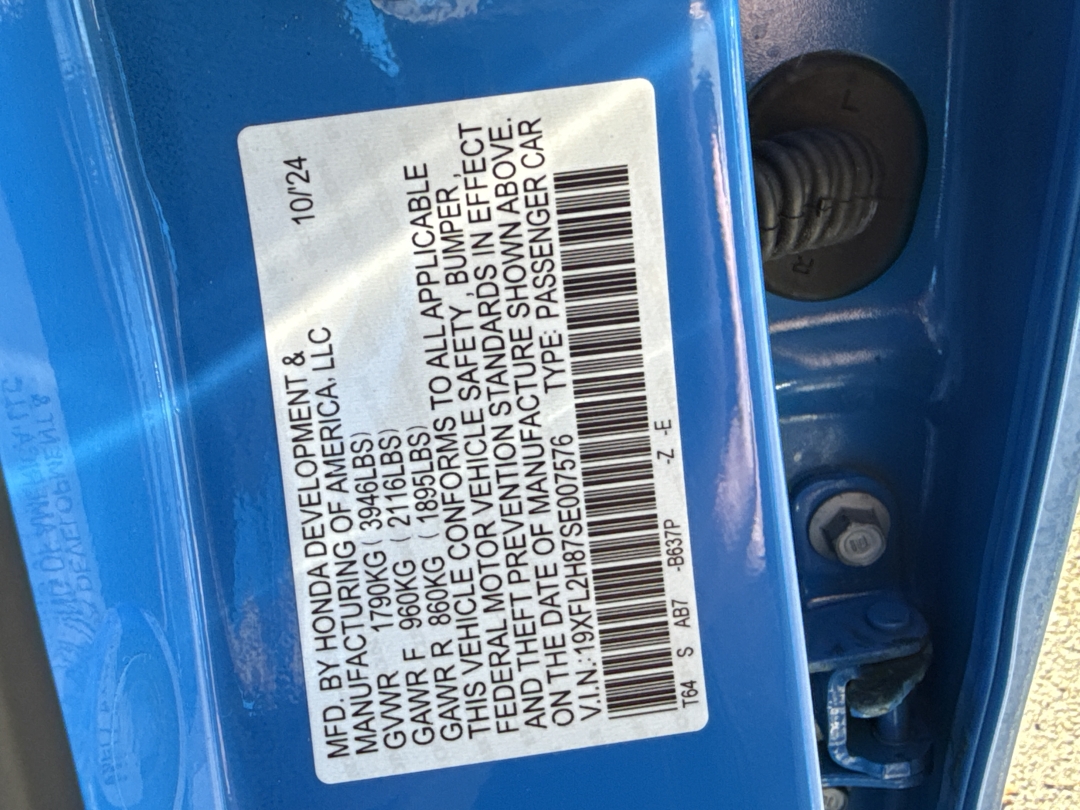 MFD. BY HONDA DEVELOPMENT &
MANUFACTURING OF AMERICA, LLC 10/'24
GVWR 1790KG ( 3946LBS)
GAWR F 960KG ( 2116LBS)
GAWR R 860KG ( 1895LBS)
THIS VEHICLE CONFORMS TO ALL APPLICABLE
FEDERAL MOTOR VEHICLE SAFETY , BUMPER ,
AND THEFT PREVENTION STANDARDS IN EFFECT
ON THE DATE OF MANUFACTURE SHOWN ABOVE.
V.I.N.:19XFL2H87SE007576 TYPE: PASSENGER CAR
T64 S AB7 -B637P -Z -E
L
R